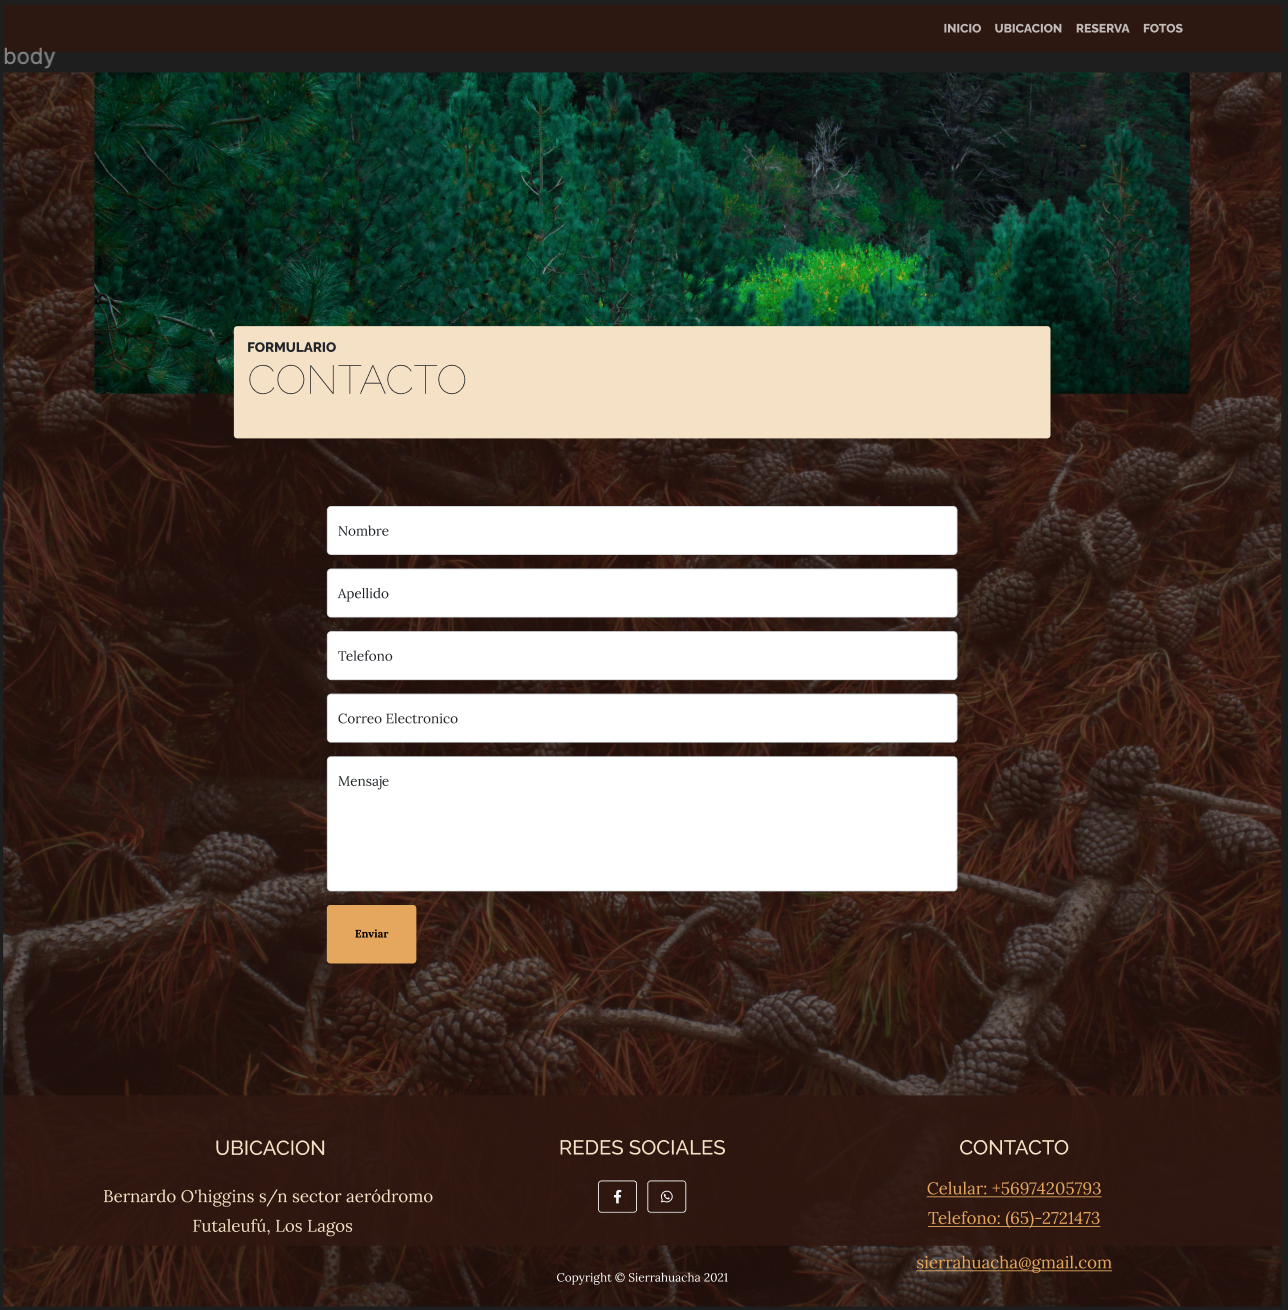 INICIO UBICACION RESERVA FOTOS
body
FORMULARIO
CONTACTO
Nombre
Apellido
Telefono
Correo Electronico
Mensaje
Enviar
UBICACION
Bernardo O'higgins s/n sector aeródromo
Futaleufú, Los Lagos
REDES SOCIALES
CONTACTO
Celular: +56974205793
Telefono: (65)-2721473
sierrahuacha@gmail.com
Copyright © Sierrahuacha 2021